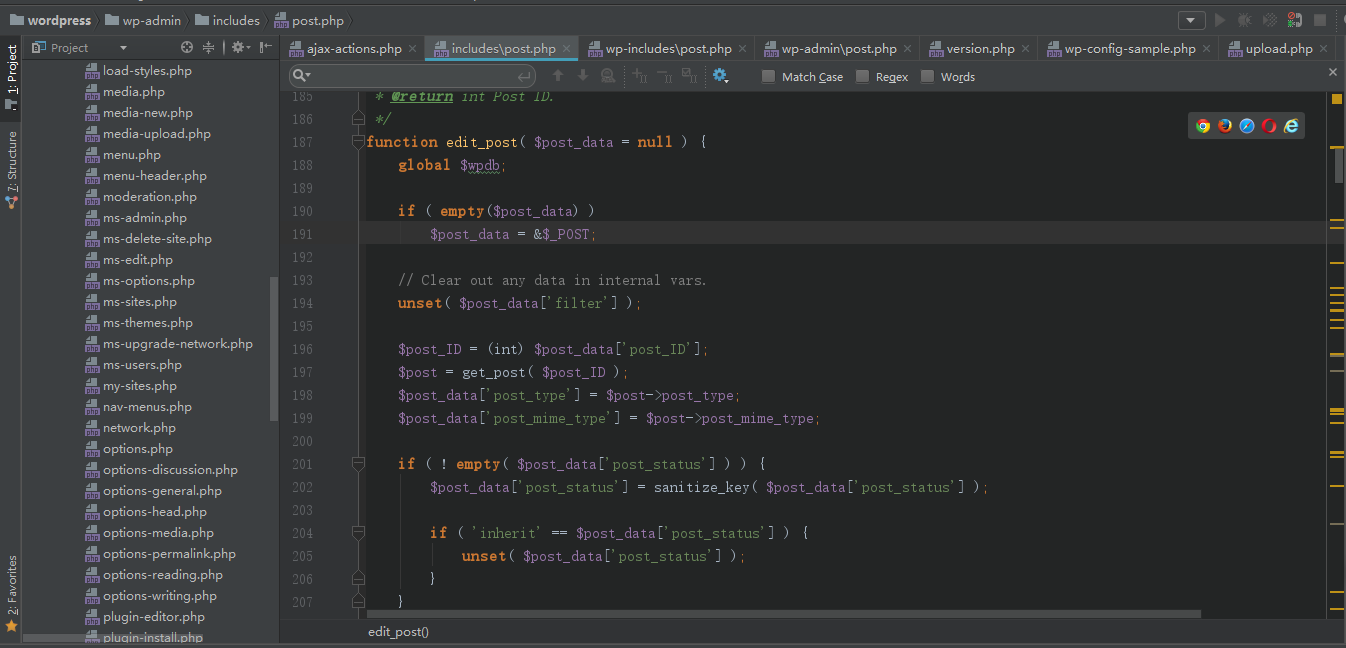 wordpress wp-admin includes post.php
1: Project
7: Structure
2: Favorites
Project
load-styles.php
media.php
media-new.php
media-upload.php
menu.php
menu-header.php
moderation.php
ms-admin.php
ms-delete-site.php
ms-edit.php
ms-options.php
ms-sites.php
ms-themes.php
ms-upgrade-network.php
ms-users.php
my-sites.php
nav-menus.php
network.php
options.php
options-discussion.php
options-general.php
options-head.php
options-media.php
options-permalink.php
options-reading.php
options-writing.php
plugin-editor.php
plugin-install.php
ajax-actions.php includes\post.php wp-includes\post.php wp-admin\post.php version.php wp-config-sample.php upload.php
Match Case Regex Words
185 * @return int Post ID.
186 */
187 function edit_post( $post_data = null ) {
188 global $wpdb;
189
190 if ( empty($post_data) )
191 $post_data = &$_POST;
192
193 // Clear out any data in internal vars.
194 unset( $post_data['filter'] );
195
196 $post_ID = (int) $post_data['post_ID'];
197 $post = get_post( $post_ID );
198 $post_data['post_type'] = $post->post_type;
199 $post_data['post_mime_type'] = $post->post_mime_type;
200
201 if ( ! empty( $post_data['post_status'] ) ) {
202 $post_data['post_status'] = sanitize_key( $post_data['post_status'] );
203
204 if ( 'inherit' == $post_data['post_status'] ) {
205 unset( $post_data['post_status'] );
206 }
207 }
edit_post()